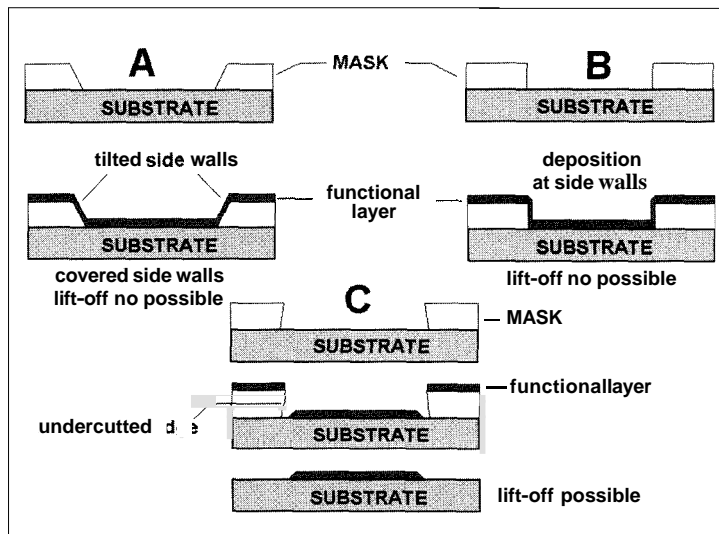 A
MASK
B
SUBSTRATE
SUBSTRATE
tilted side walls
deposition
at side walls
functional
layer
SUBSTRATE
SUBSTRATE
covered side walls
lift-off no possible
lift-off no possible
C
MASK
SUBSTRATE
functionallayer
undercutted
SUBSTRATE
SUBSTRATE
lift-off possible